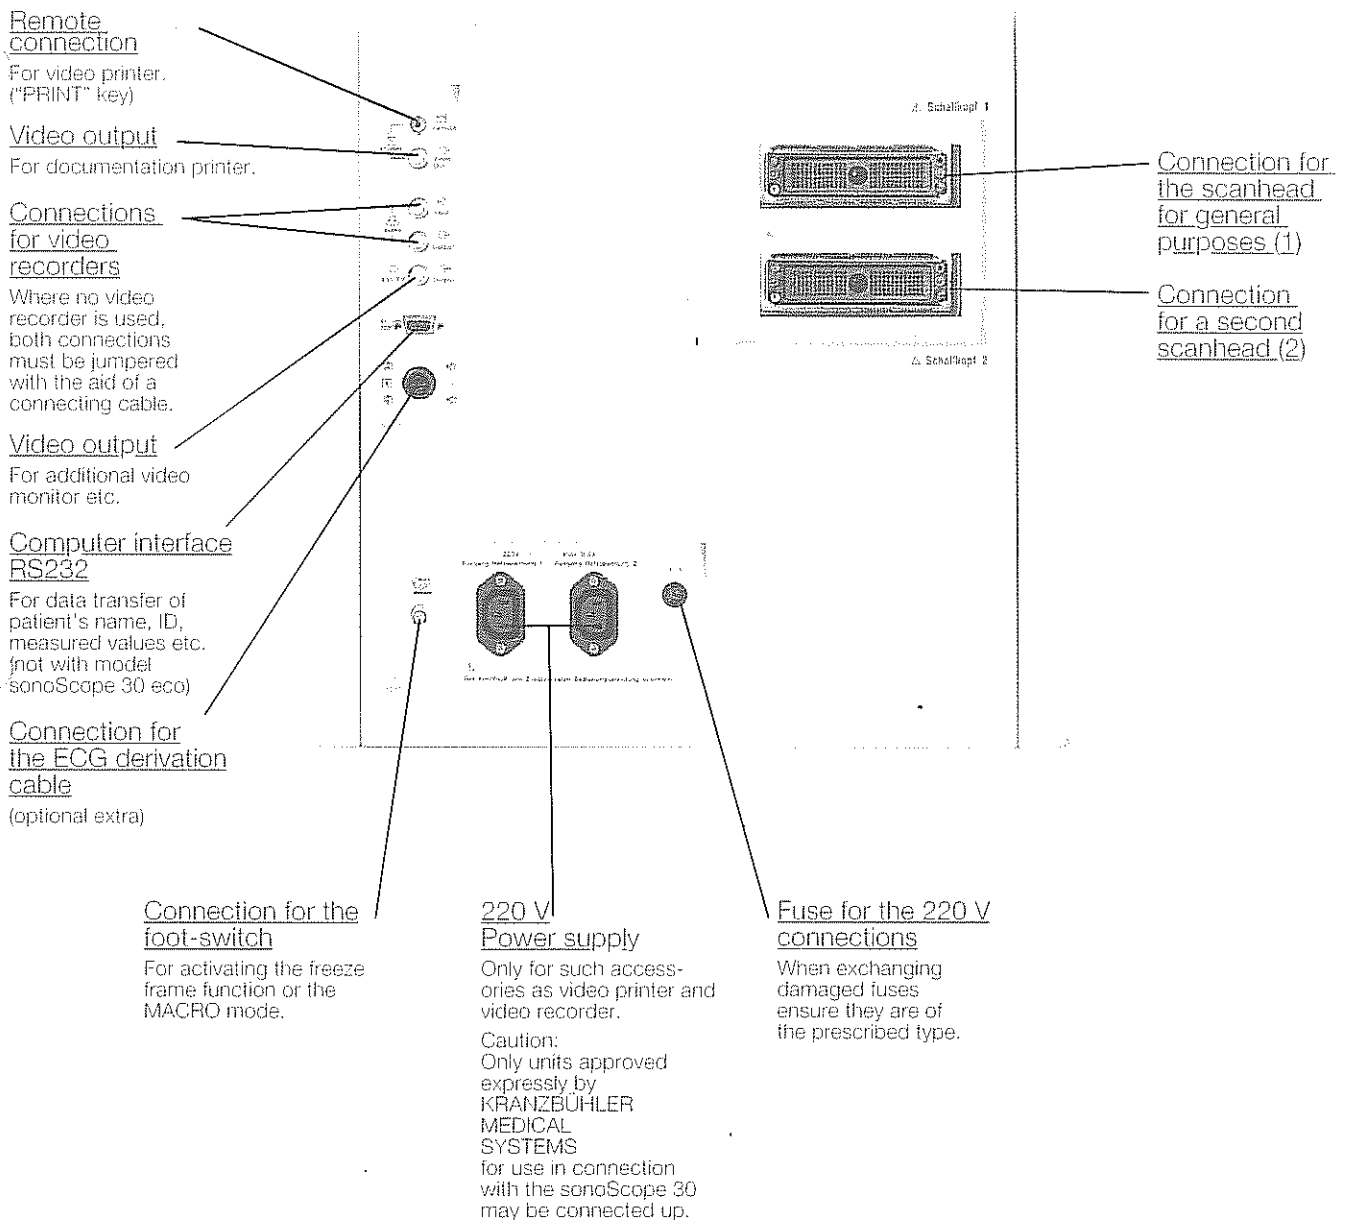 Remote
connection
For video printer.
("PRINT" key)
Video output
For documentation printer.
Connections
for video
recorders
Where no video
recorder is used,
both connections
must be jumpered
with the aid of a
connecting cable.
Video output
For additional video
monitor etc.
Computer interface
RS232
For data transfer of
patient's name, ID,
measured values etc.
(not with model
sonoScope 30 eco)
Connection for
the ECG derivation
cable
(optional extra)
Schallkopf 1
Schallkopf 2
Connection for
the scanhead
for general
purposes (1)
Connection
for a second
scanhead (2)
Connection for the
foot-switch
For activating the freeze
frame function or the
MACRO mode.
220 V
Power supply
Only for such access-
ories as video printer and
video recorder.
Caution:
Only units approved
expressly by
KRANZBÜHLER
MEDICAL
SYSTEMS
for use in connection
with the sonoScope 30
may be connected up.
Fuse for the 220 V
connections
When exchanging
damaged fuses
ensure they are of
the prescribed type.